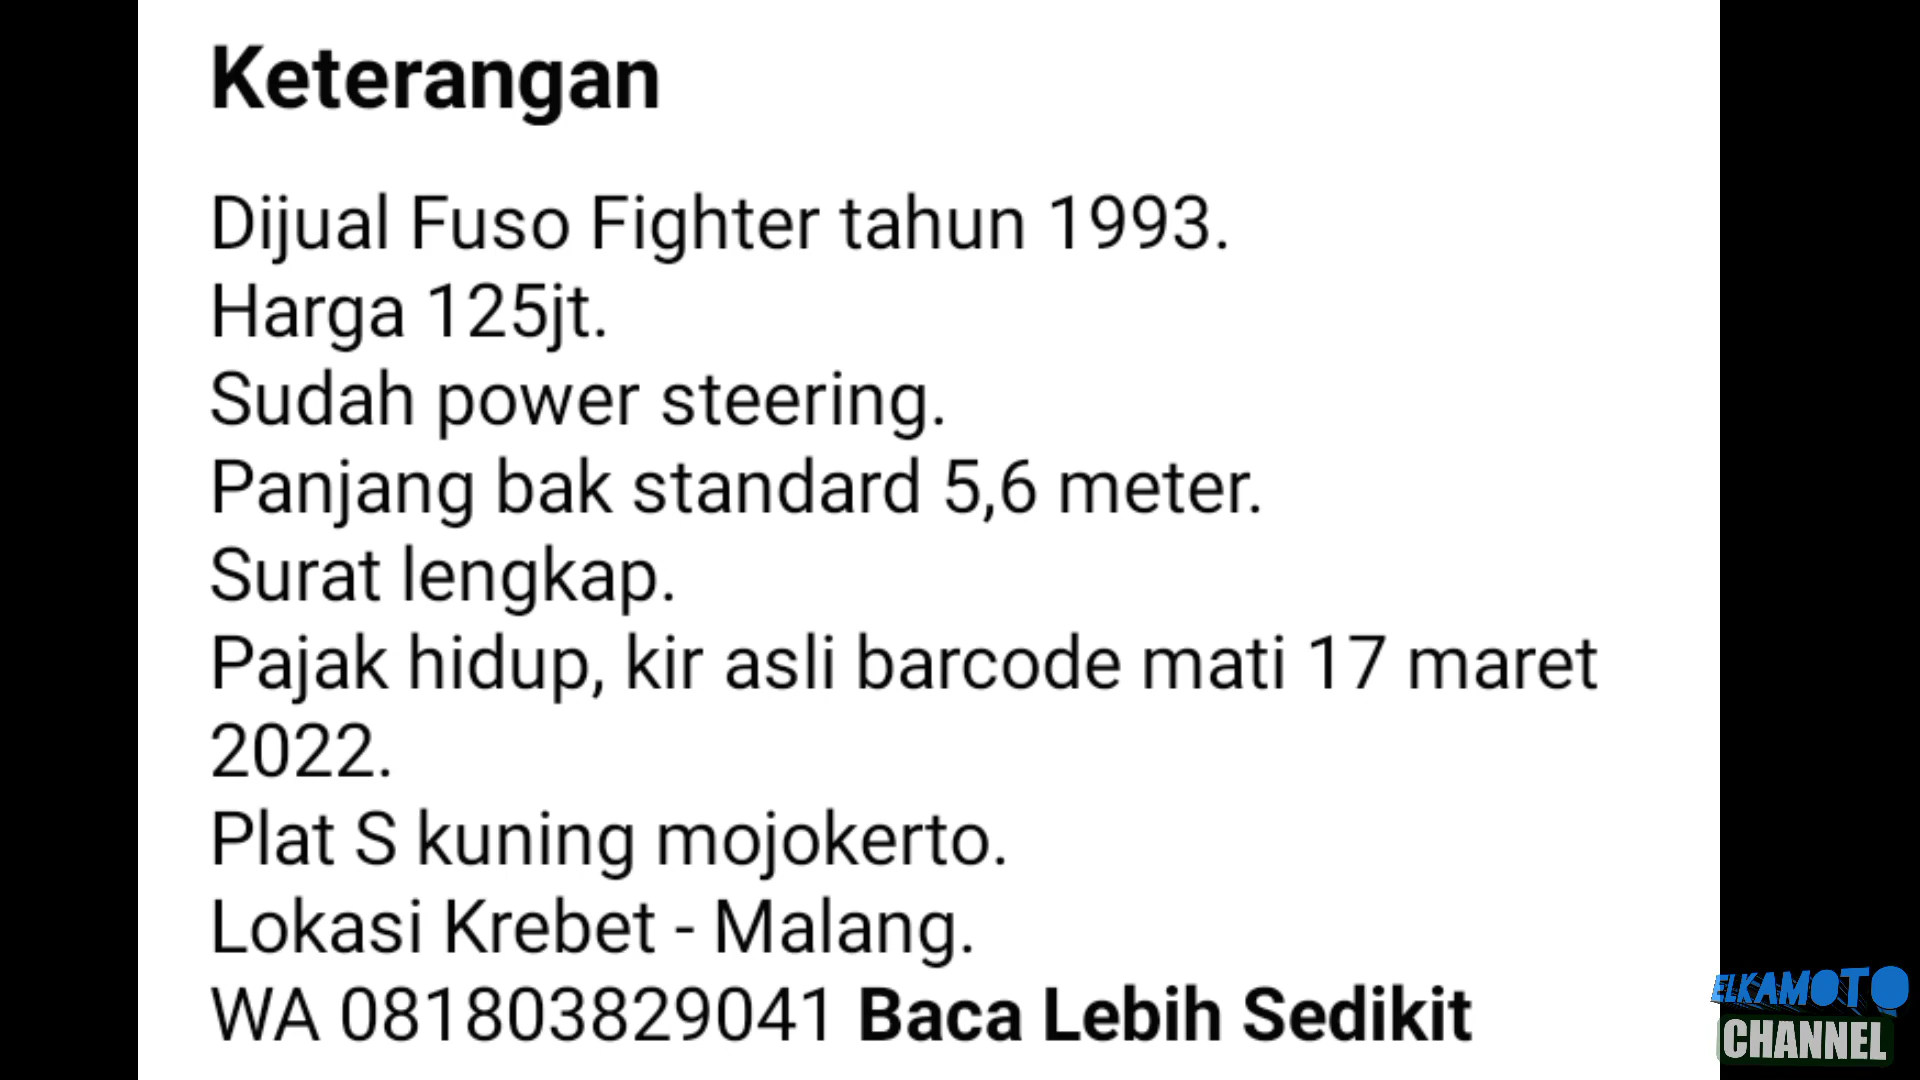 Keterangan
Dijual Fuso Fighter tahun 1993.
Harga 125jt.
Sudah power steering.
Panjang bak standard 5,6 meter.
Surat lengkap.
Pajak hidup, kir asli barcode mati 17 maret
2022.
Plat S kuning mojokerto.
Lokasi Krebet - Malang.
WA 081803829041 Baca Lebih Sedikit
ELKAMOTO
CHANNEL